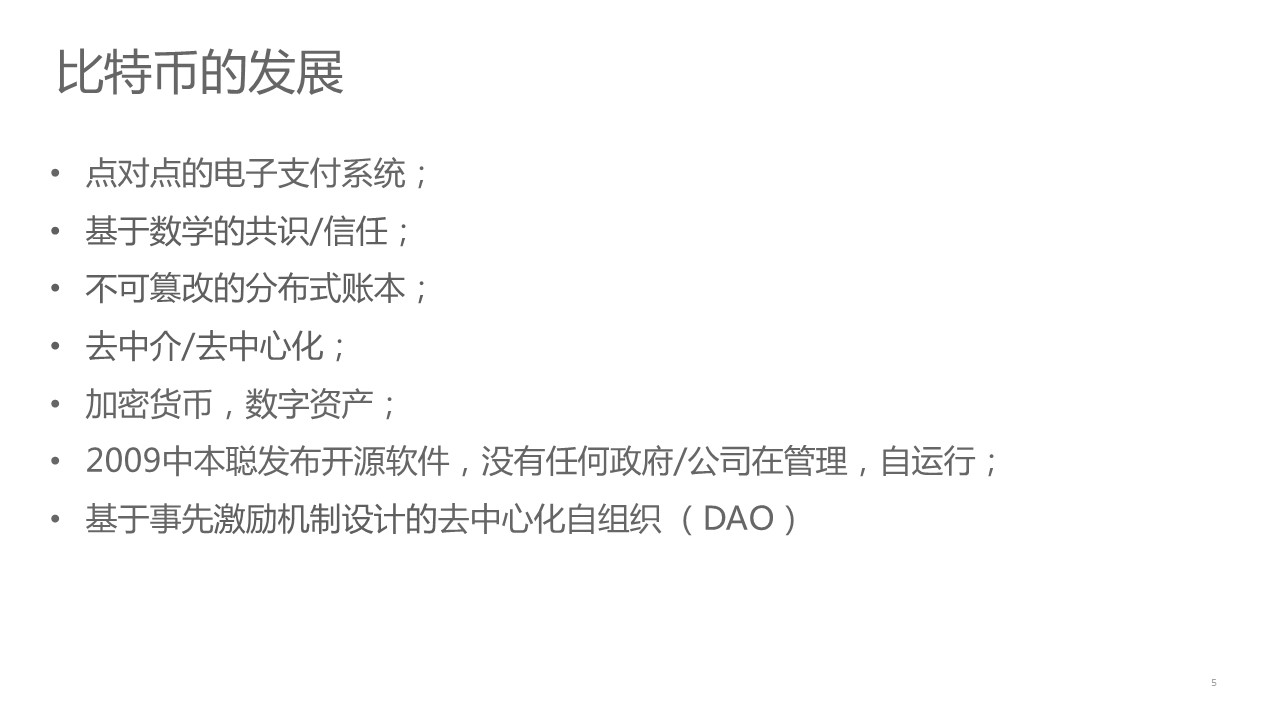 比特币的发展
• 点对点的电子支付系统；
• 基于数学的共识/信任；
• 不可篡改的分布式账本；
• 去中介/去中心化；
• 加密货币，数字资产；
• 2009中本聪发布开源软件，没有任何政府/公司在管理，自运行；
• 基于事先激励机制设计的去中心化自组织（DAO）
5